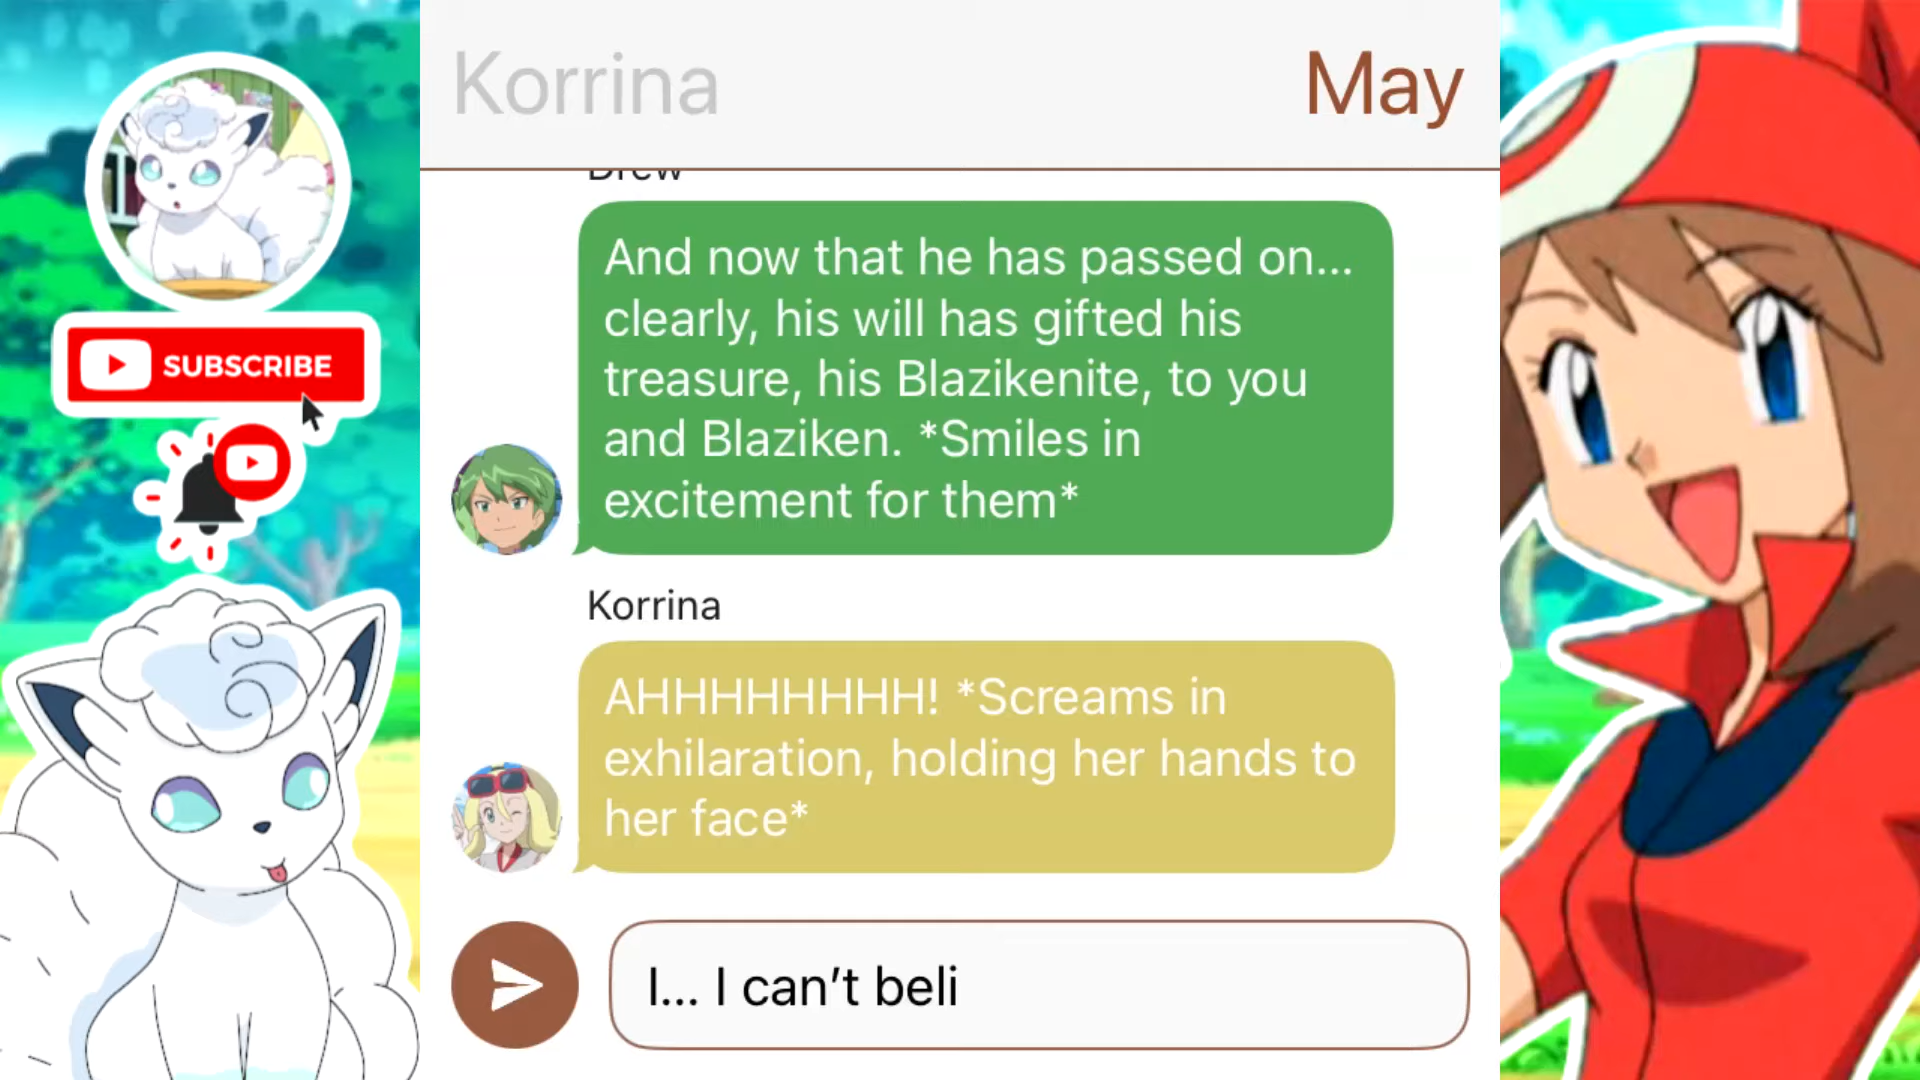 Korrina
May
Drew
And now that he has passed on...
clearly, his will has gifted his
treasure, his Blazikenite, to you
and Blaziken. *Smiles in
excitement for them*
Korrina
AHHHHHHHH! *Screams in
exhilaration, holding her hands to
her face*
I... I can’t beli
SUBSCRIBE